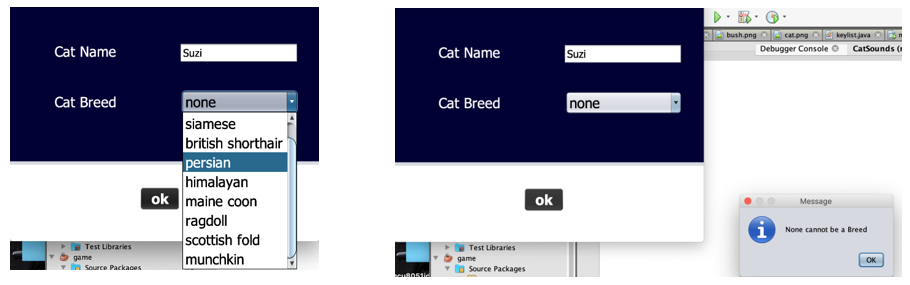 Cat Name
Suzi
Cat Breed
none
siamese
british shorthair
persian
himalayan
maine coon
ragdoll
scottish fold
munchkin
ok
Test Libraries
game
Source Packages
Cat Name
Suzi
Cat Breed
none
ok
Test Libraries
game
Source Packages
bush.png
cat.png
keylist.java
Debugger Console
CatSounds
Message
None cannot be a Breed
OK